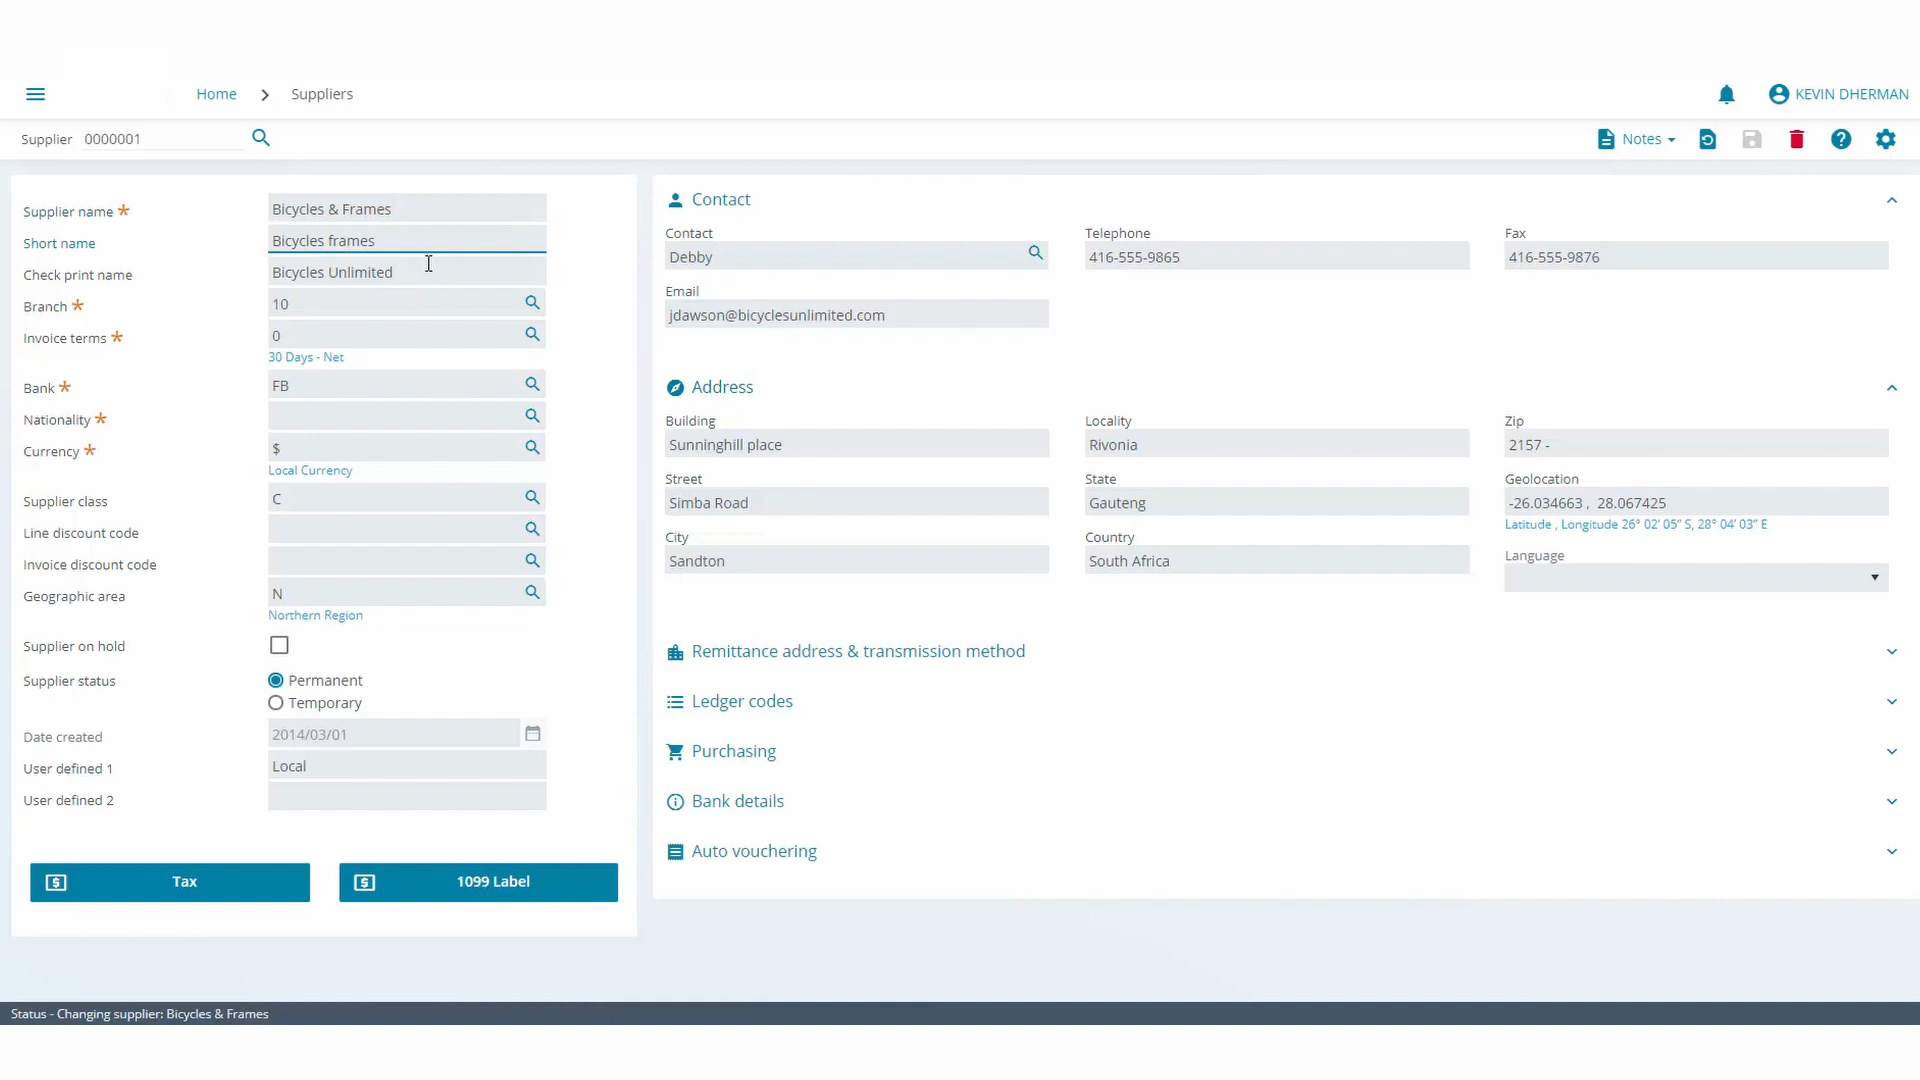 Home > Suppliers
KEVIN DHERMAN
Supplier 0000001
Notes
Supplier name * Bicycles & Frames
Short name Bicycles frames
Check print name Bicycles Unlimited
Branch * 10
Invoice terms * 0
30 Days - Net
Bank * FB
Nationality *
Currency * $
Local Currency
Supplier class C
Line discount code
Invoice discount code
Geographic area N
Northern Region
Supplier on hold
Supplier status Permanent
Temporary
Date created 2014/03/01
User defined 1 Local
User defined 2
Tax
1099 Label
Contact
Contact Telephone Fax
Debby 416-555-9865 416-555-9876
Email
jdawson@bicyclesunlimited.com
Address
Building Locality Zip
Sunninghill place Rivonia 2157 -
Street State Geolocation
Simba Road Gauteng -26.034663 , 28.067425
Latitude , Longitude 26° 02' 05" S, 28° 04' 03" E
City Country Language
Sandton South Africa
Remittance address & transmission method
Ledger codes
Purchasing
Bank details
Auto vouchering
Status - Changing supplier: Bicycles & Frames